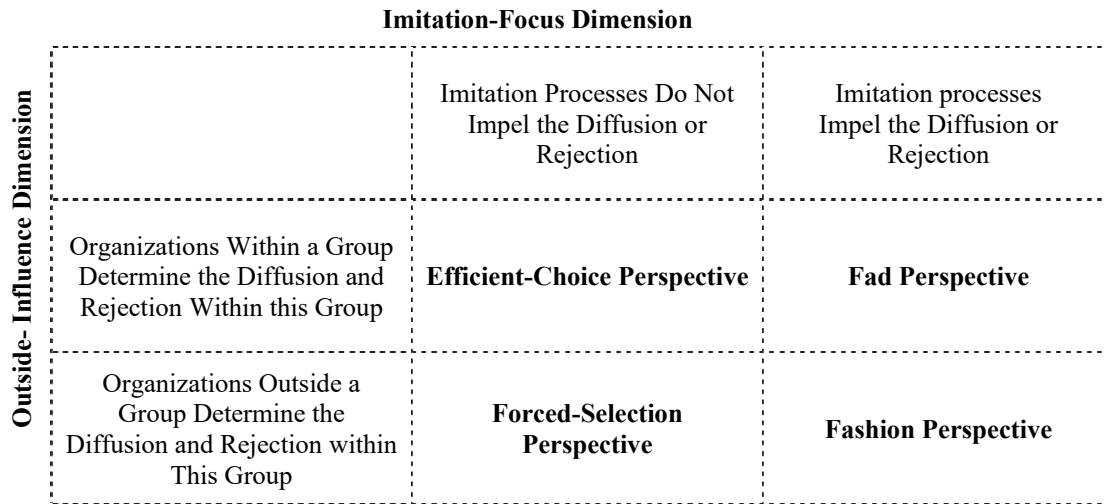 Imitation-Focus Dimension
Outside- Influence Dimension
Imitation Processes Do Not
Impel the Diffusion or
Rejection
Imitation processes
Impel the Diffusion or
Rejection
Organizations Within a Group
Determine the Diffusion and
Rejection Within this Group
Efficient-Choice Perspective
Fad Perspective
Organizations Outside a
Group Determine the
Diffusion and Rejection within
This Group
Forced-Selection
Perspective
Fashion Perspective